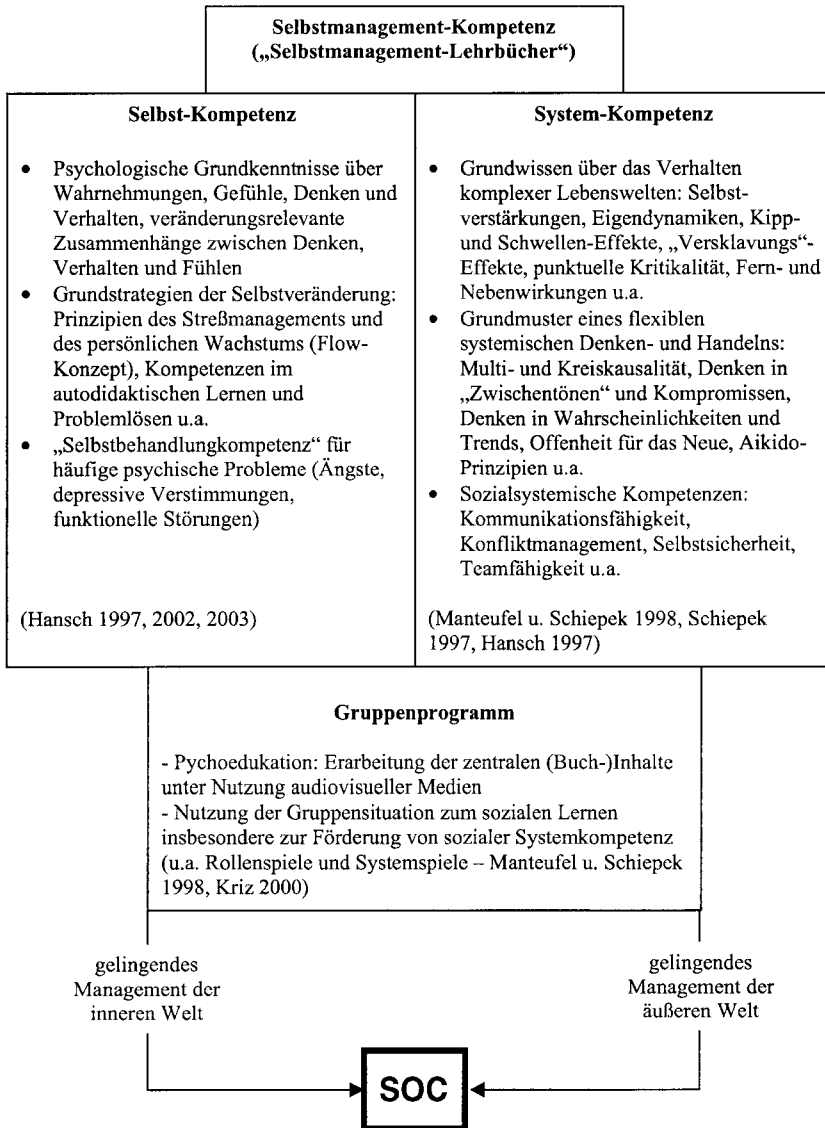 Selbstmanagement-Kompetenz
(„Selbstmanagement-Lehrbücher“)
Selbst-Kompetenz
• Psychologische Grundkenntnisse über
Wahrnehmungen, Gefühle, Denken und
Verhalten, veränderungsrelevante
Zusammenhänge zwischen Denken,
Verhalten und Fühlen
• Grundstrategien der Selbstveränderung:
Prinzipien des Streßmanagements und
des persönlichen Wachstums (Flow-
Konzept), Kompetenzen im
autodidaktischen Lernen und
Problemlösen u.a.
• „Selbstbehandlungkompetenz“ für
häufige psychische Probleme (Ängste,
depressive Verstimmungen,
funktionelle Störungen)
(Hansch 1997, 2002, 2003)
System-Kompetenz
• Grundwissen über das Verhalten
komplexer Lebenswelten: Selbst-
verstärkungen, Eigendynamiken, Kipp-
und Schwellen-Effekte, „Versklavungs“-
Effekte, punktuelle Kritikalität, Fern- und
Nebenwirkungen u.a.
• Grundmuster eines flexiblen
systemischen Denken- und Handelns:
Multi- und Kreiskausalität, Denken in
„Zwischentönen“ und Kompromissen,
Denken in Wahrscheinlichkeiten und
Trends, Offenheit für das Neue, Aikido-
Prinzipien u.a.
• Sozialsystemische Kompetenzen:
Kommunikationsfähigkeit,
Konfliktmanagement, Selbstsicherheit,
Teamfähigkeit u.a.
(Manteufel u. Schiepek 1998, Schiepek
1997, Hansch 1997)
Gruppenprogramm
- Pychoedukation: Erarbeitung der zentralen (Buch-)Inhalte
unter Nutzung audiovisueller Medien
- Nutzung der Gruppensituation zum sozialen Lernen
insbesondere zur Förderung von sozialer Systemkompetenz
(u.a. Rollenspiele und Systemspiele – Manteufel u. Schiepek
1998, Kriz 2000)
gelingendes
Management der
inneren Welt
gelingendes
Management der
äußeren Welt
SOC